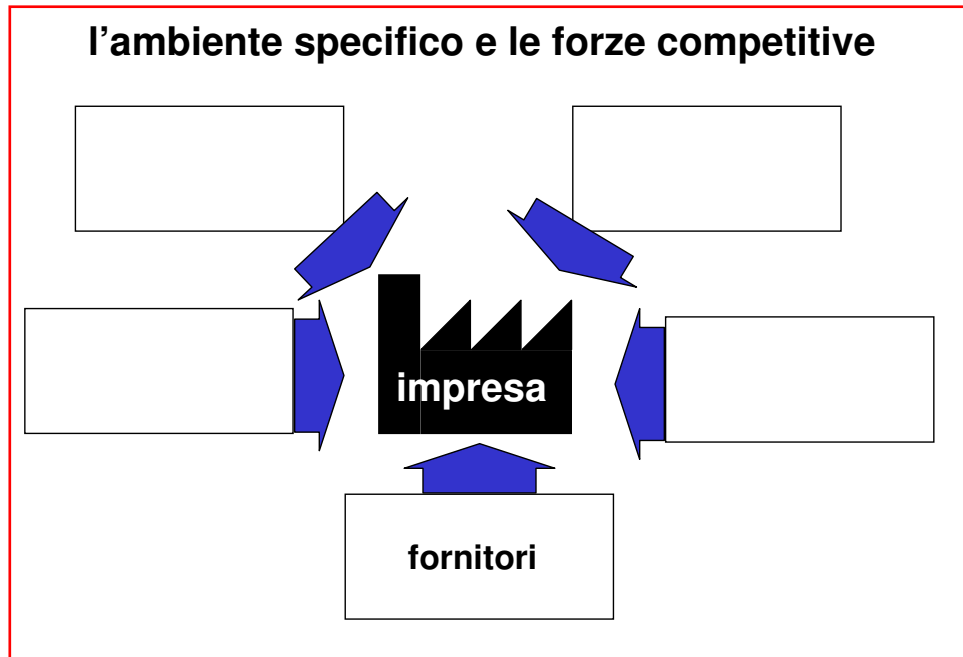 l’ambiente specifico e le forze competitive
impresa
fornitori